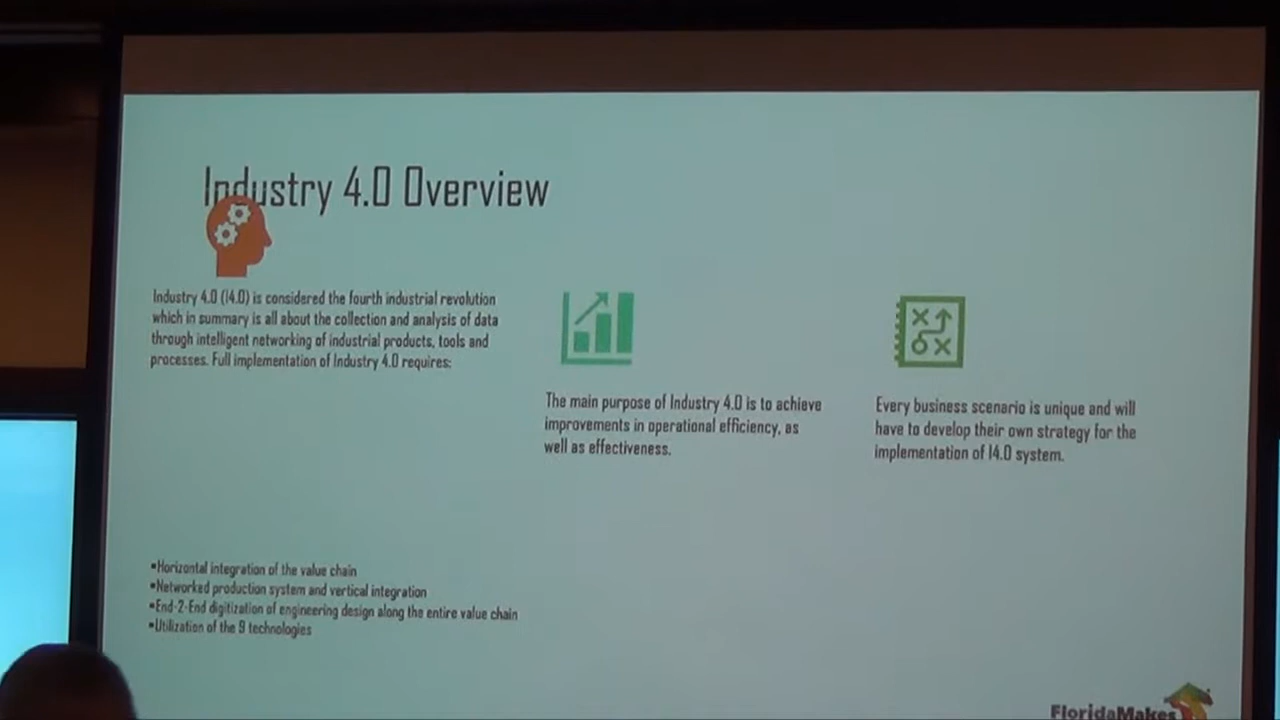 Industry 4.0 Overview
Industry 4.0 (I4.0) is considered the fourth industrial revolution
which in summary is all about the collection and analysis of data
through intelligent networking of industrial products, tools and
processes. Full implementation of Industry 4.0 requires:
The main purpose of Industry 4.0 is to achieve
improvements in operational efficiency, as
well as effectiveness.
Every business scenario is unique and will
have to develop their own strategy for the
implementation of I4.0 system.
▪Horizontal integration of the value chain
▪Networked production system and vertical integration
▪End-2-End digitization of engineering design along the entire value chain
▪Utilization of the 9 technologies
FloridaMakes